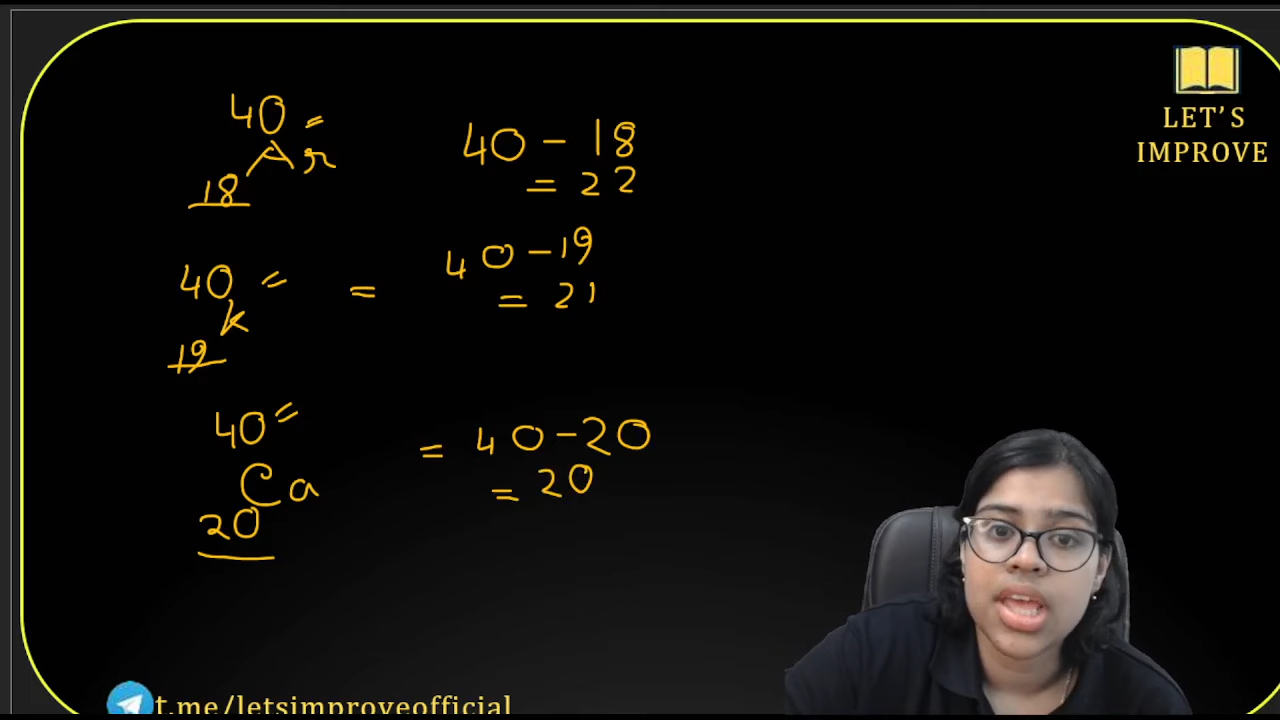 40 =
Ar
18
40 - 18
= 22
40 =
K
19
= 40 - 19
= 21
40 =
Ca
20
= 40 - 20
= 20
LET'S
IMPROVE
t.me/letsimproveofficial